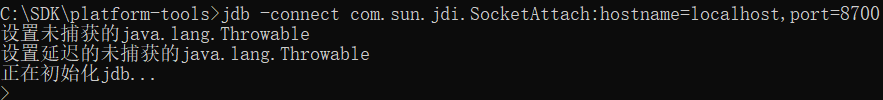 C:\SDK\platform-tools>jdb -connect com.sun.jdi.SocketAttach:hostname=localhost,port=8700
设置未捕获的java.lang.Throwable
设置延迟的未捕获的java.lang.Throwable
正在初始化jdb...
>